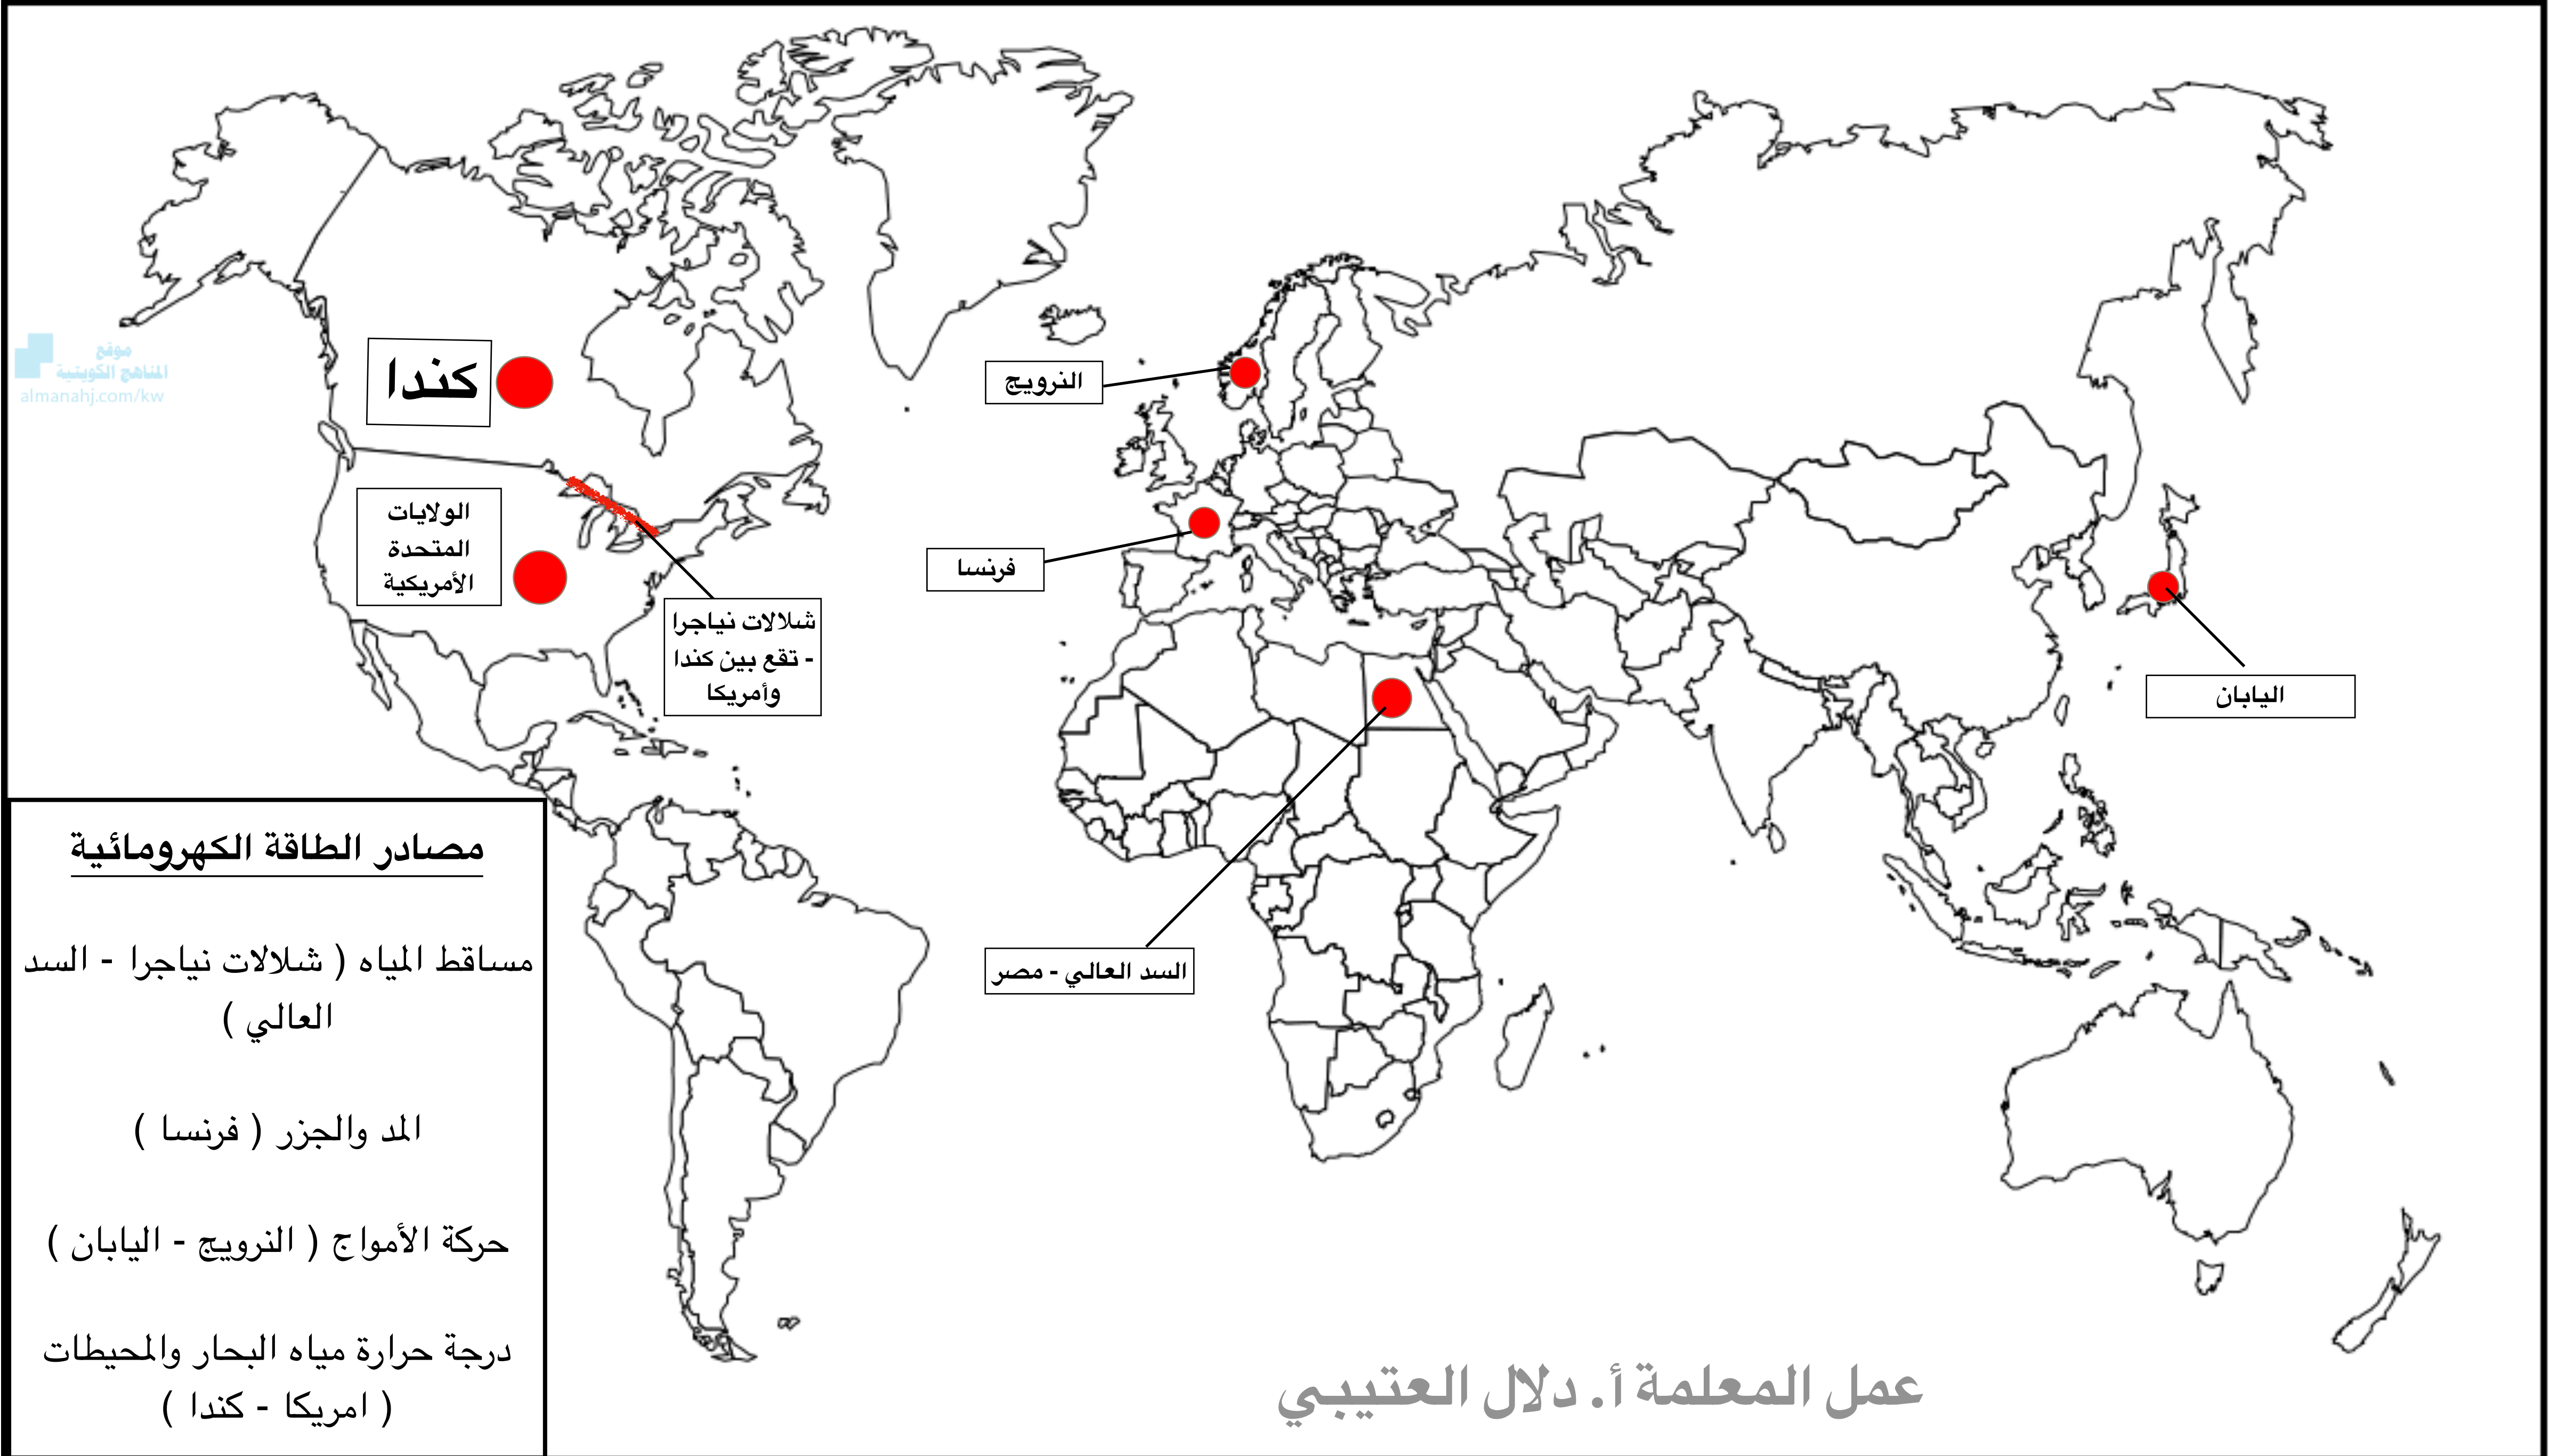 موقع
المناهج الكويتية
almanahj.com/kw
كندا
الولايات
المتحدة
الأمريكية
شلالات نياجرا
- تقع بين كندا
وأمريكا
النرويج
فرنسا
السد العالي - مصر
اليابان
مصادر الطاقة الكهرومائية
مساقط المياه ( شلالات نياجرا - السد
العالي )
المد والجزر ( فرنسا )
حركة الأمواج ( النرويج - اليابان )
درجة حرارة مياه البحار والمحيطات
( امريكا - كندا )
عمل المعلمة أ. دلال العتيبي